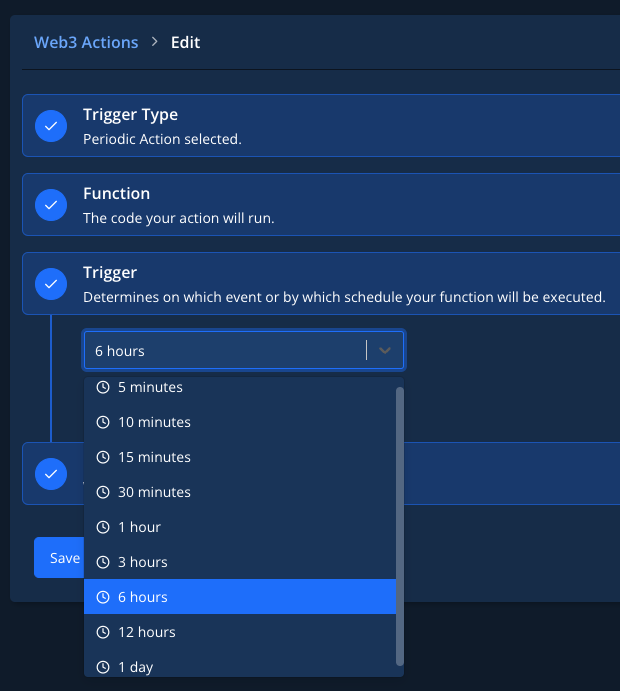 Web3 Actions > Edit
Trigger Type
Periodic Action selected.
Function
The code your action will run.
Trigger
Determines on which event or by which schedule your function will be executed.
6 hours
5 minutes
10 minutes
15 minutes
30 minutes
1 hour
3 hours
6 hours
12 hours
1 day
Save